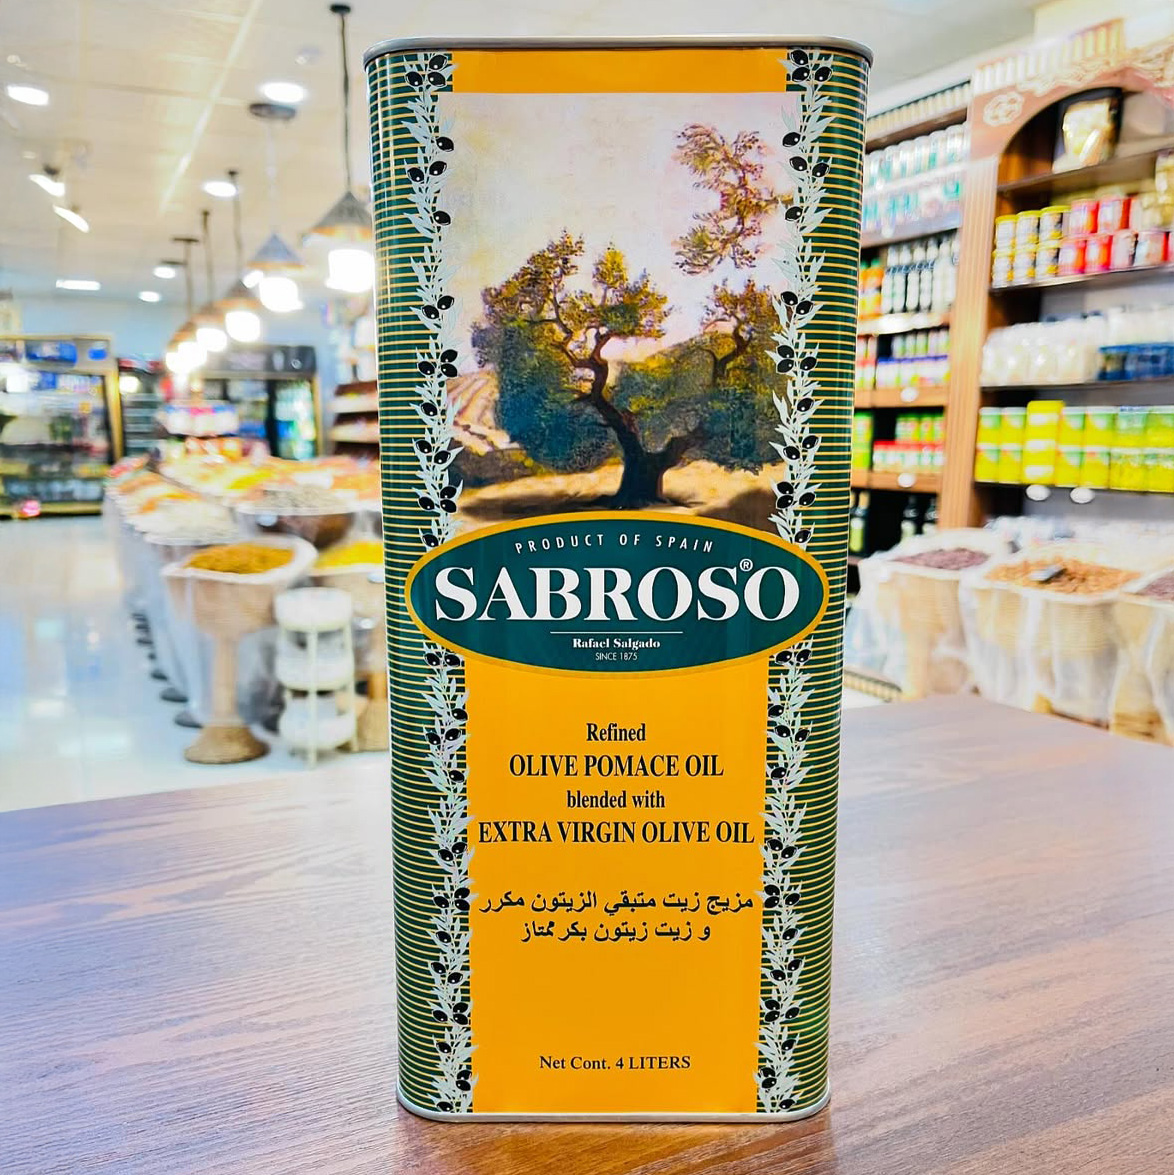 PRODUCT OF SPAIN
SABROSO®
Rafael Salgado
SINCE 1875
Refined
OLIVE POMACE OIL
blended with
EXTRA VIRGIN OLIVE OIL
مزيج زيت متبقي الزيتون مكرر
و زيت زيتون بكر ممتاز
Net Cont. 4 LITERS